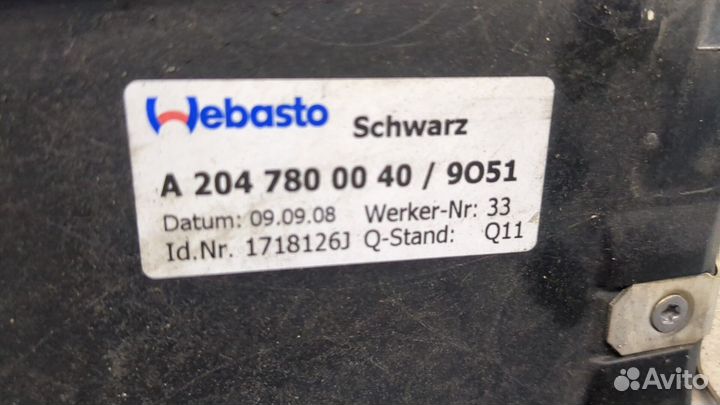 Webasto Schwarz
A 204 780 00 40 / 9O51
Datum: 09.09.08 Werker-Nr: 33
Id.Nr. 1718126J Q-Stand: Q11
Avito